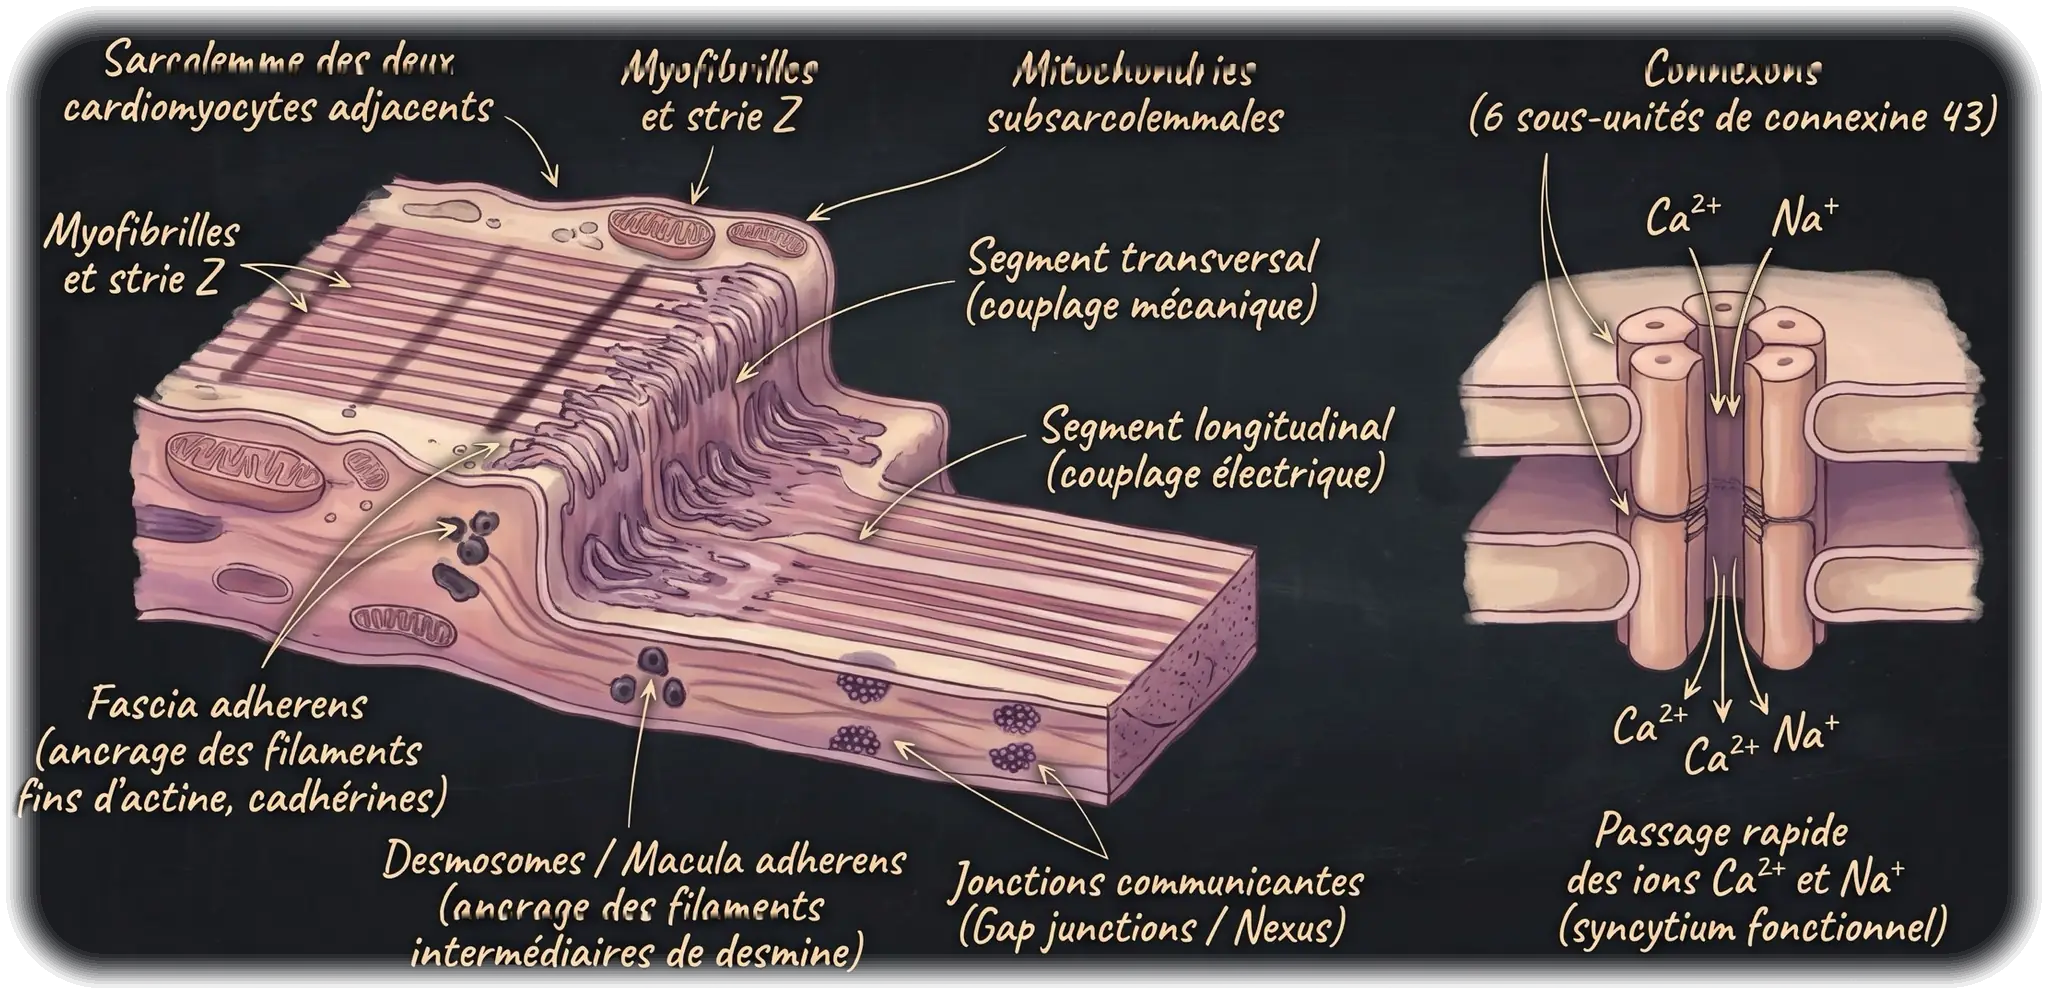 Sarcolemme des deux
cardiomyocytes adjacents
Myofibrilles
et strie Z
Mitochondries
subsarcolemmales
Connexons
(6 sous-unités de connexine 43)
Ca²⁺
Na⁺
Myofibrilles
et strie Z
Segment transversal
(couplage mécanique)
Segment longitudinal
(couplage électrique)
Fascia adherens
(ancrage des filaments
fins d'actine, cadhérines)
Ca²⁺
Ca²⁺
Na⁺
Desmosomes / Macula adherens
(ancrage des filaments
intermédiaires de desmine)
Jonctions communicantes
(Gap junctions / Nexus)
Passage rapide
des ions Ca²⁺ et Na⁺
(syncytium fonctionnel)